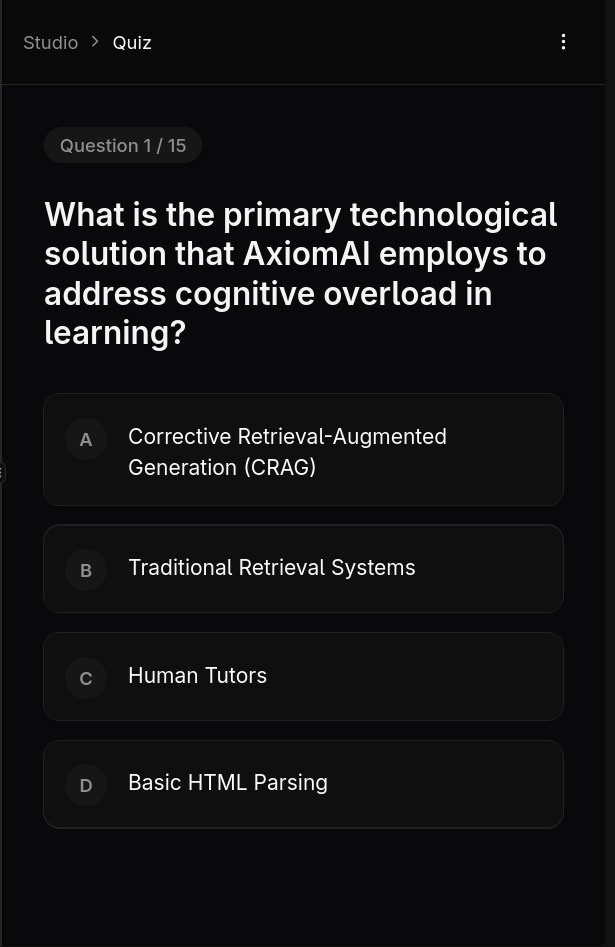 Studio > Quiz
Question 1 / 15
What is the primary technological
solution that AxiomAI employs to
address cognitive overload in
learning?
A Corrective Retrieval-Augmented
Generation (CRAG)
B Traditional Retrieval Systems
C Human Tutors
D Basic HTML Parsing